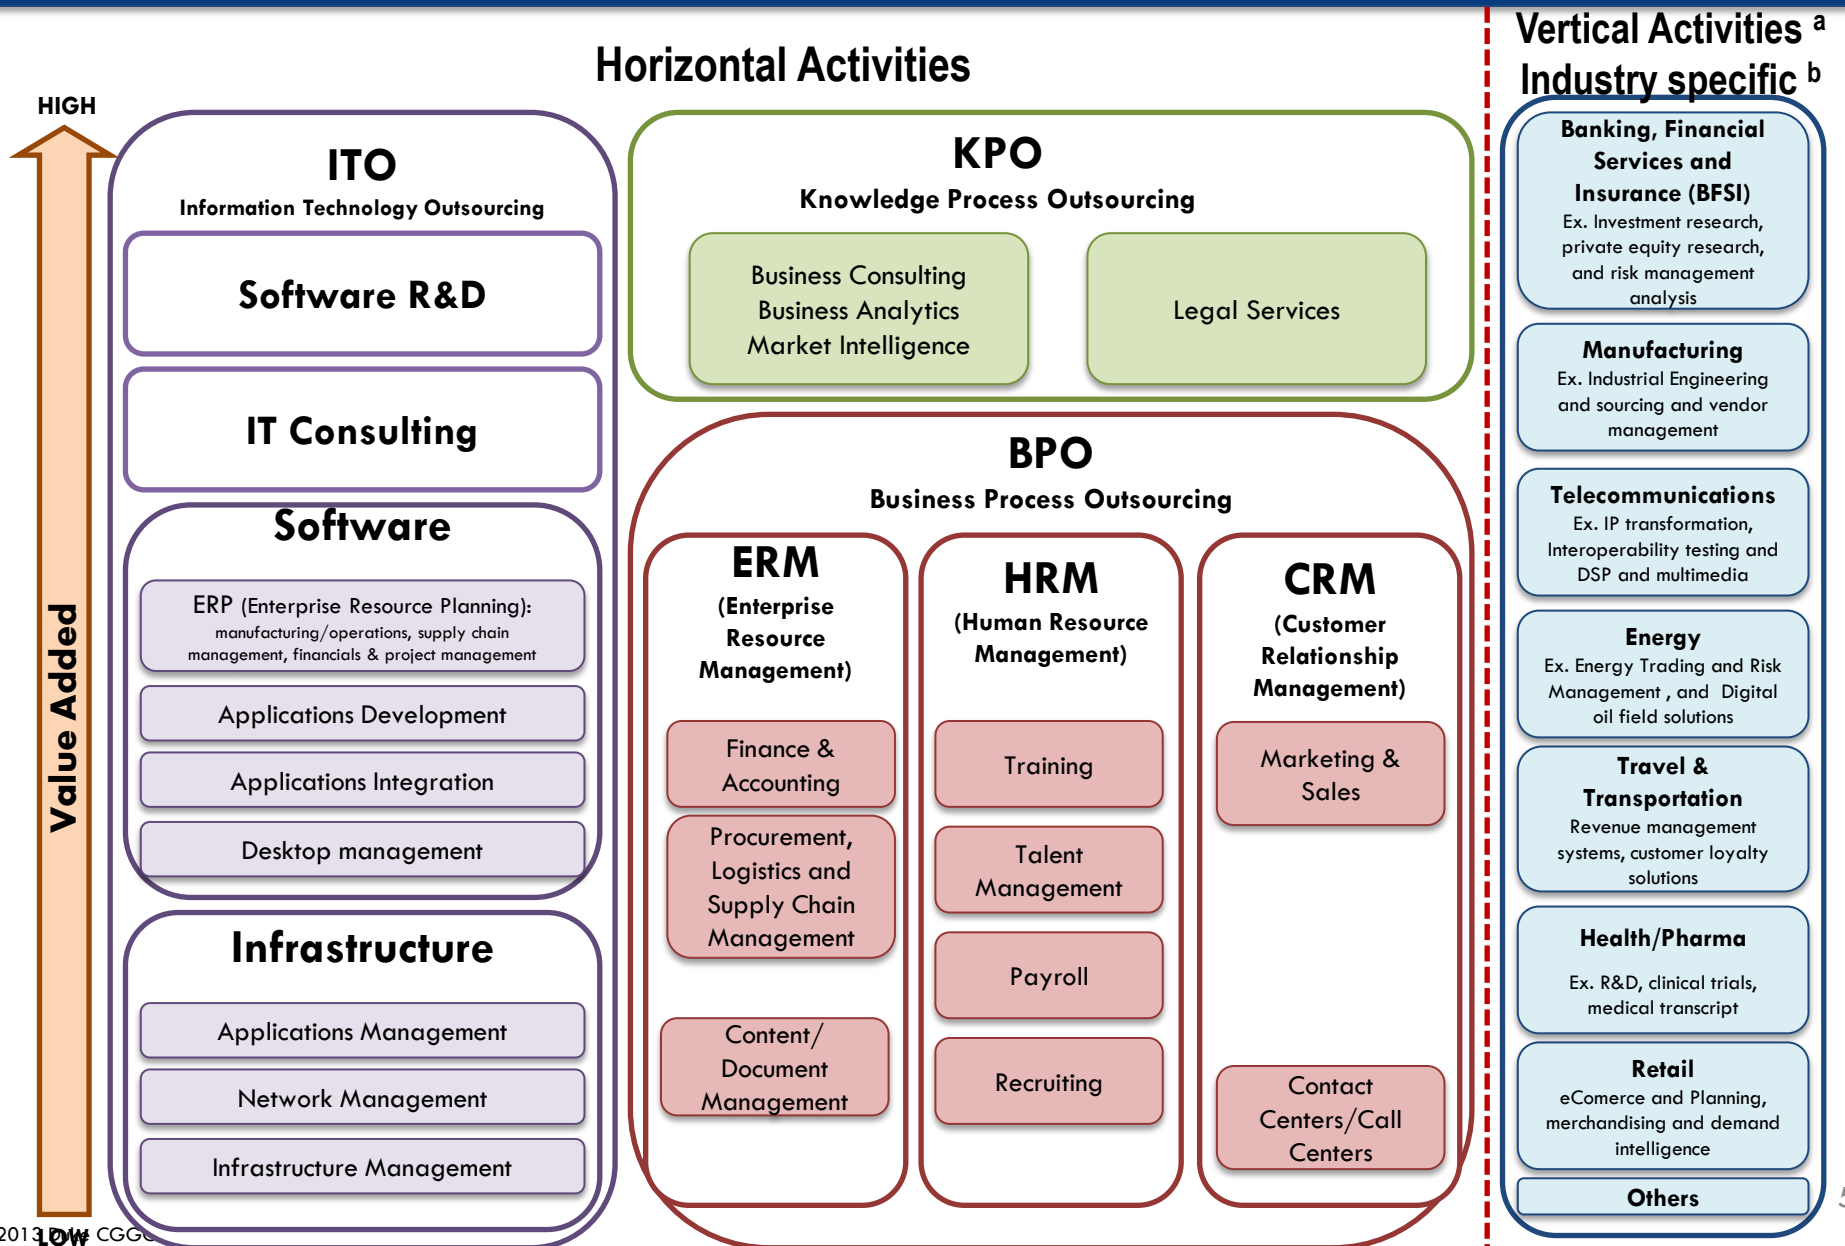 Horizontal Activities
Vertical Activities a
Industry specific b
HIGH
Value Added
LOW
ITO
Information Technology Outsourcing
Software R&D
IT Consulting
Software
ERP (Enterprise Resource Planning):
manufacturing/operations, supply chain
management, financials & project management
Applications Development
Applications Integration
Desktop management
Infrastructure
Applications Management
Network Management
Infrastructure Management
KPO
Knowledge Process Outsourcing
Business Consulting
Business Analytics
Market Intelligence
Legal Services
BPO
Business Process Outsourcing
ERM
(Enterprise
Resource
Management)
Finance &
Accounting
Procurement,
Logistics and
Supply Chain
Management
Content/
Document
Management
HRM
(Human Resource
Management)
Training
Talent
Management
Payroll
Recruiting
CRM
(Customer
Relationship
Management)
Marketing &
Sales
Contact
Centers/Call
Centers
Banking, Financial
Services and
Insurance (BFSI)
Ex. Investment research,
private equity research,
and risk management
analysis
Manufacturing
Ex. Industrial Engineering
and sourcing and vendor
management
Telecommunications
Ex. IP transformation,
Interoperability testing and
DSP and multimedia
Energy
Ex. Energy Trading and Risk
Management , and Digital
oil field solutions
Travel &
Transportation
Revenue management
systems, customer loyalty
solutions
Health/Pharma
Ex. R&D, clinical trials,
medical transcript
Retail
eComerce and Planning,
merchandising and demand
intelligence
Others
2013 Duke CGGC
5